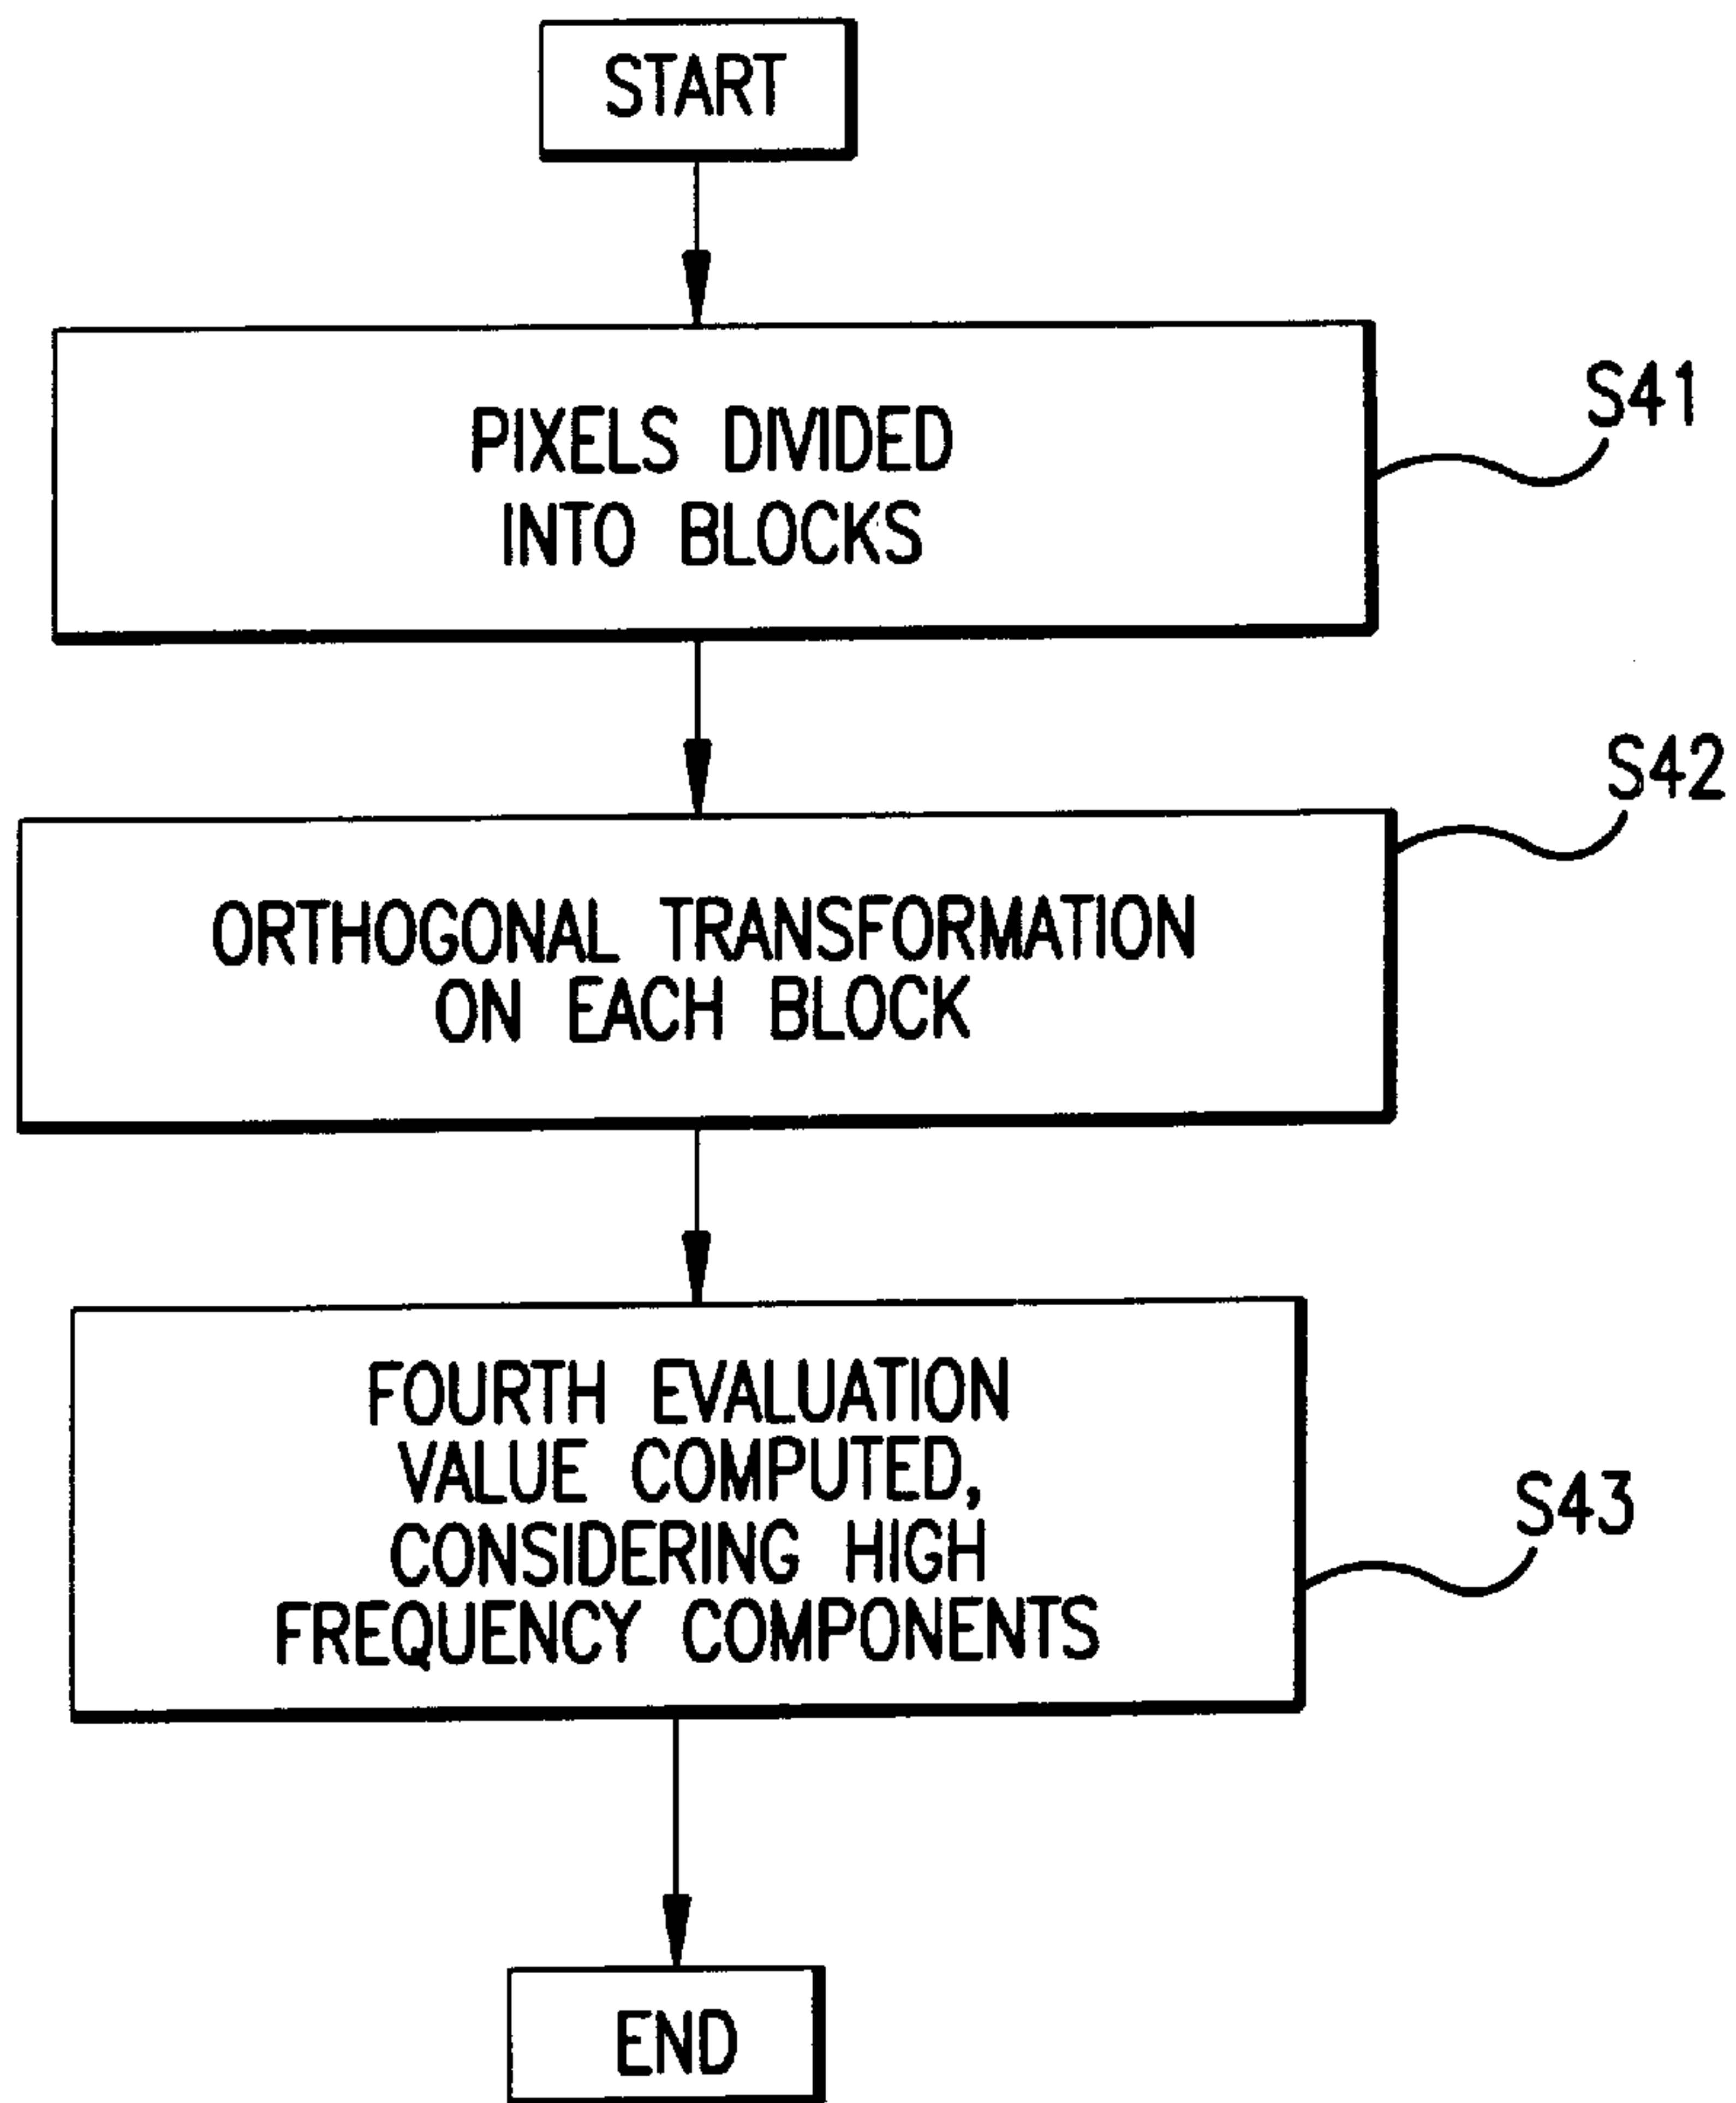 START
PIXELS DIVIDED
INTO BLOCKS
S41
S42
ORTHOGONAL TRANSFORMATION
ON EACH BLOCK
FOURTH EVALUATION
VALUE COMPUTED,
CONSIDERING HIGH
FREQUENCY COMPONENTS
S43
END